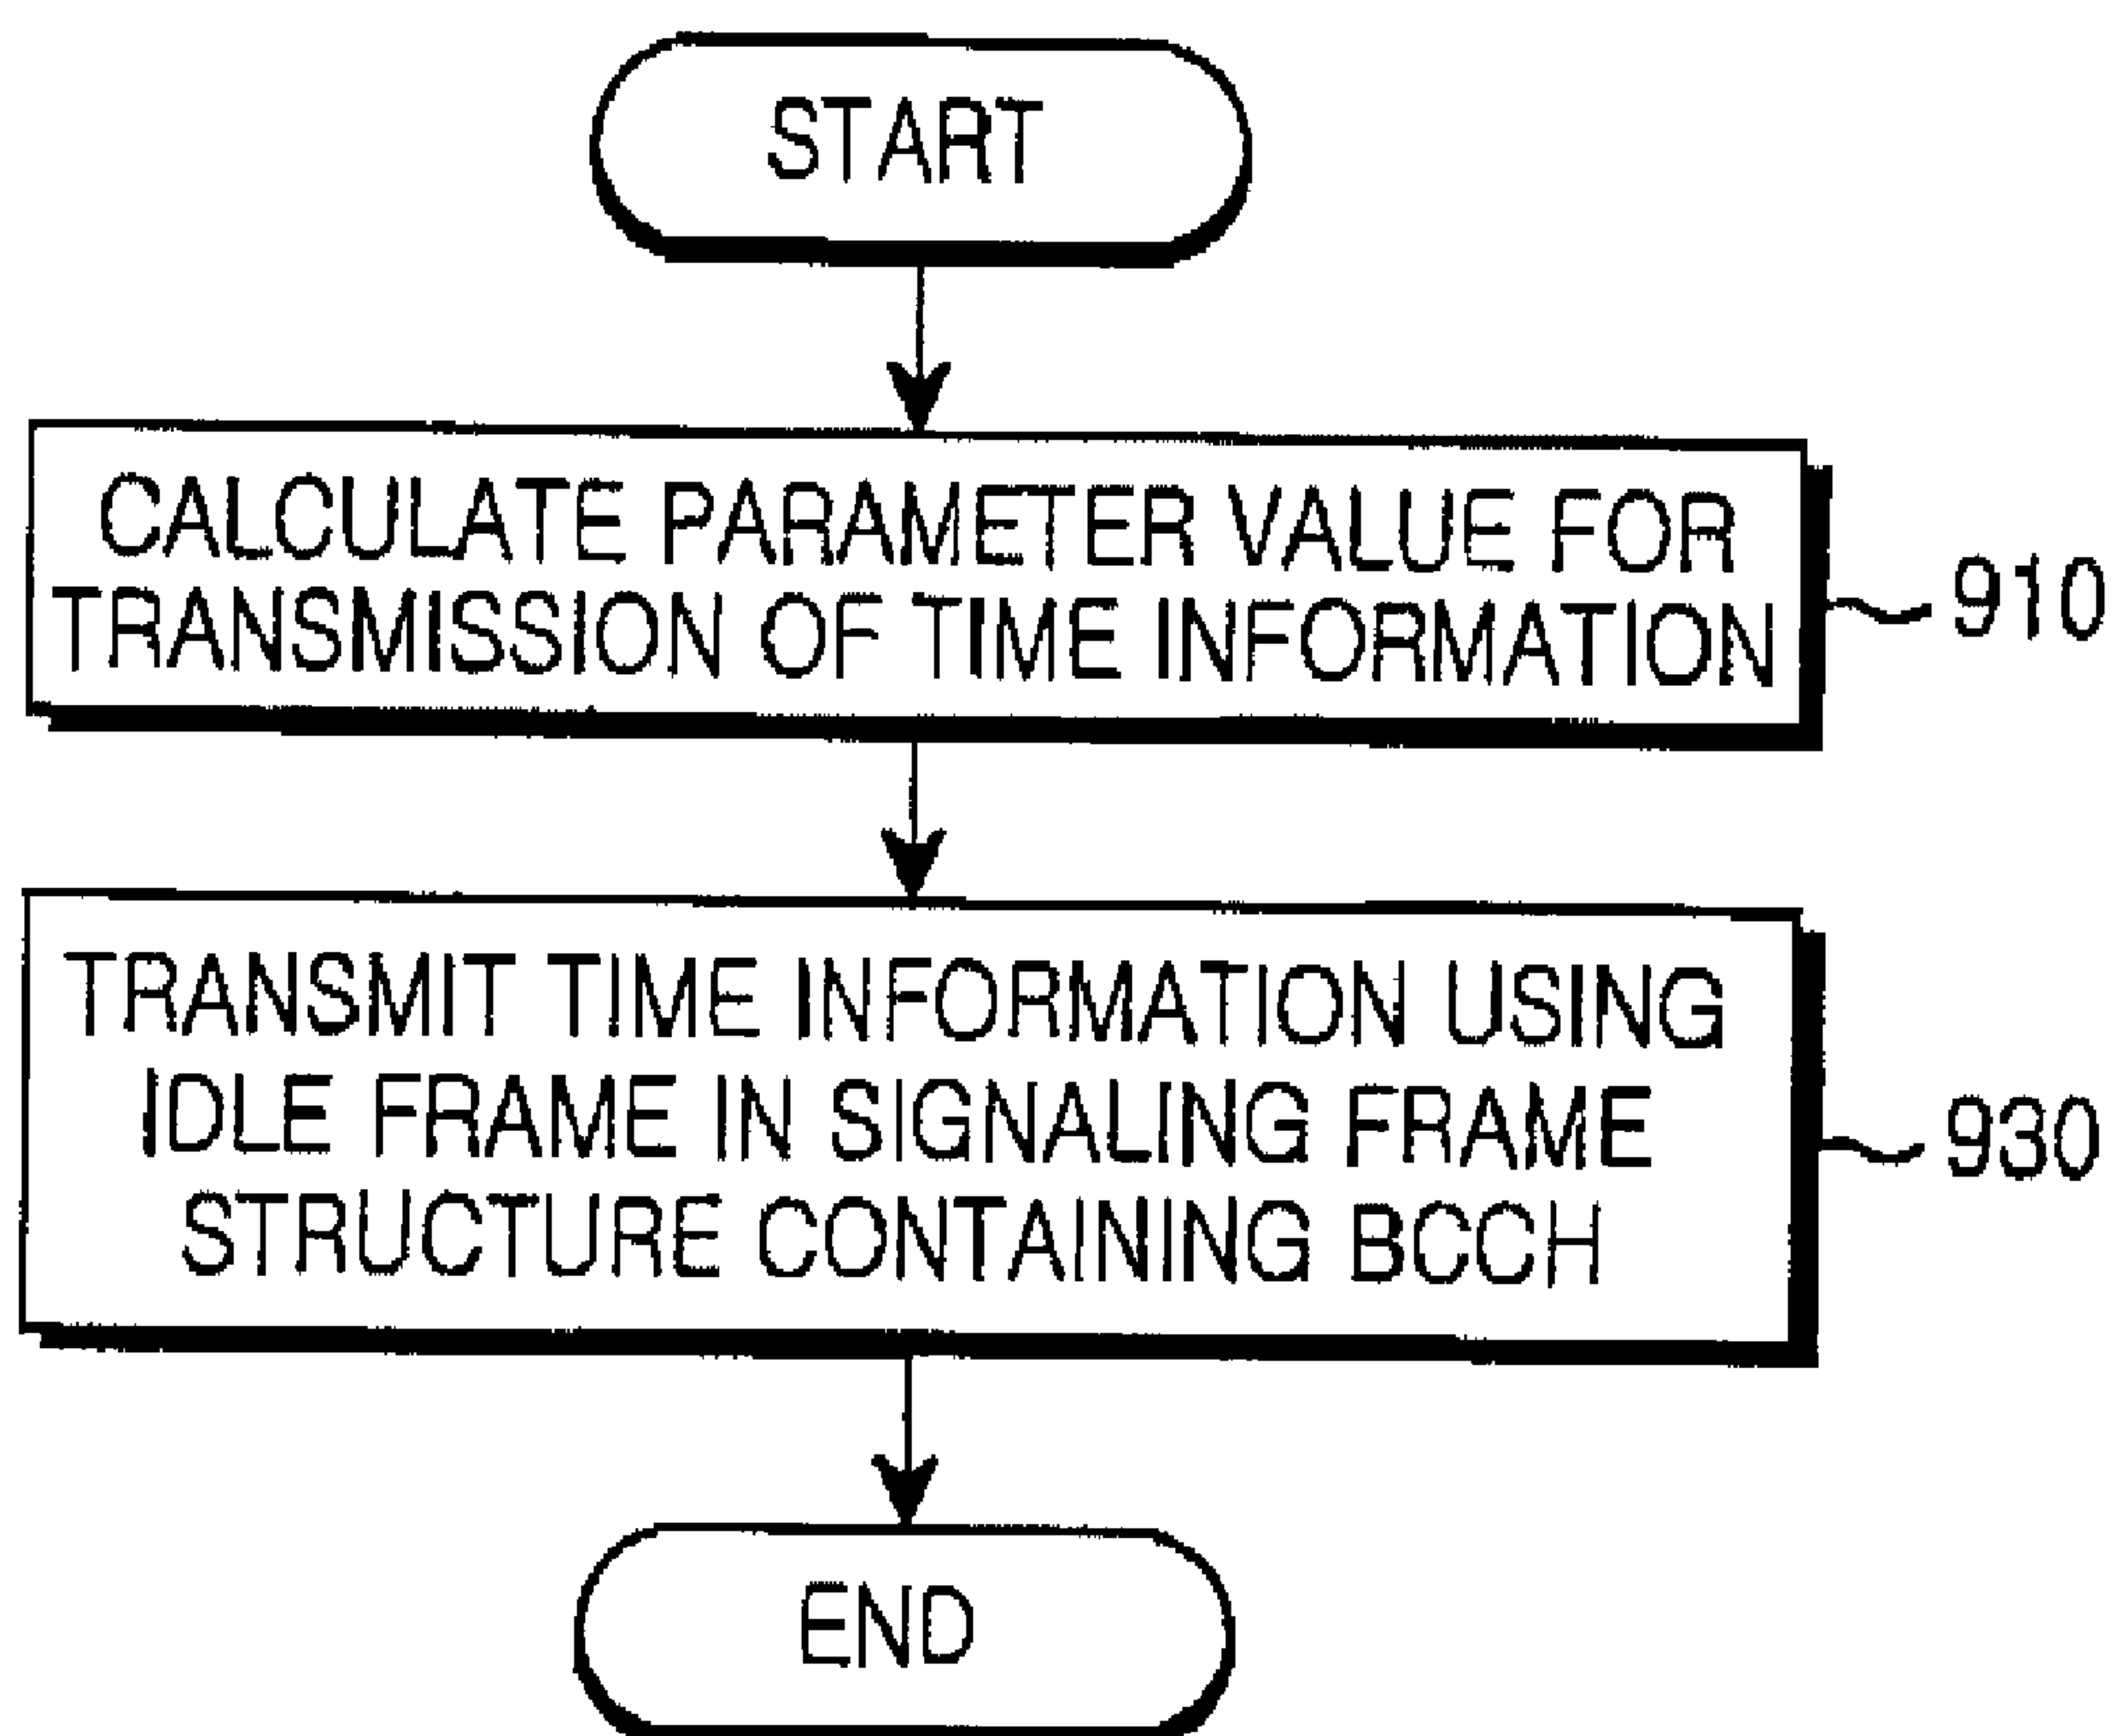 START
CALCULATE PARAMETER VALUE FOR
TRANSMISSION OF TIME INFORMATION
910
TRANSMIT TIME INFORMATION USING
IDLE FRAME IN SIGNALING FRAME
STRUCTURE CONTAINING BCCH
930
END